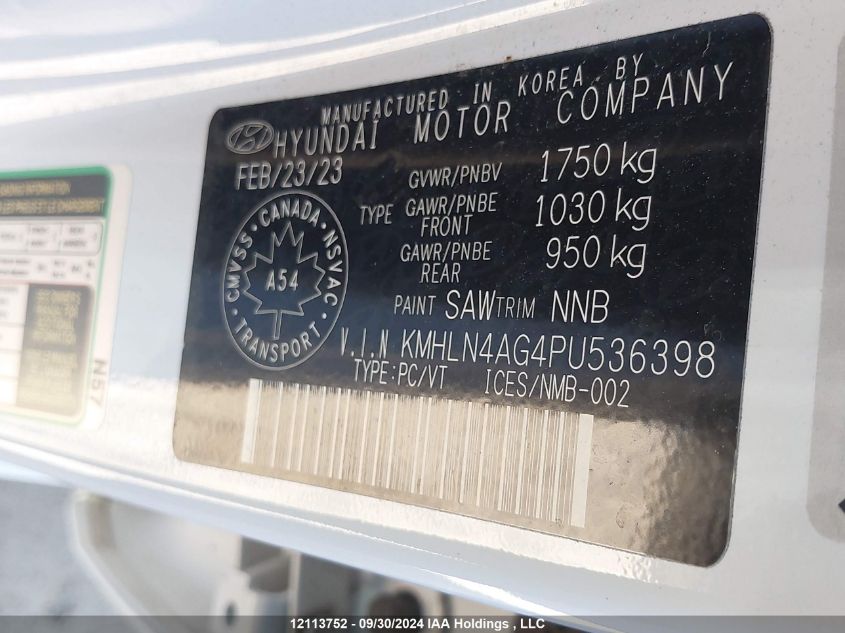 MANUFACTURED IN KOREA BY
HYUNDAI MOTOR COMPANY
FEB/23/23
GVWR/PNBV 1750 kg
TYPE GAWR/PNBE FRONT 1030 kg
GAWR/PNBE REAR 950 kg
CMVSS • CANADA • NSVAC • TRANSPORT •
A54
PAINT SAW TRIM NNB
V.I.N KMHLN4AG4PU536398
TYPE:PC/VT ICES/NMB-002
N57
12113752 - 09/30/2024 IAA Holdings , LLC